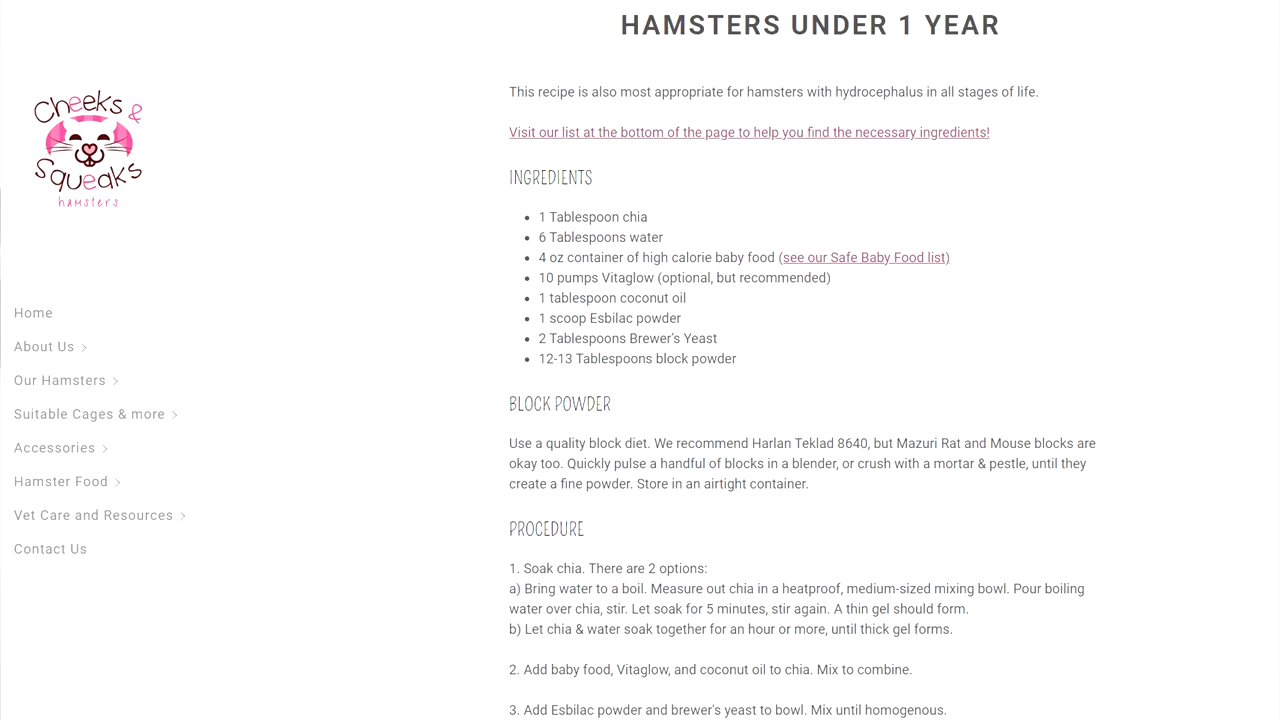 HAMSTERS UNDER 1 YEAR
Cheeks &
Squeaks
hamsters
Home
About Us
Our Hamsters
Suitable Cages & more
Accessories
Hamster Food
Vet Care and Resources
Contact Us
This recipe is also most appropriate for hamsters with hydrocephalus in all stages of life.
Visit our list at the bottom of the page to help you find the necessary ingredients!
INGREDIENTS
• 1 Tablespoon chia
• 6 Tablespoons water
• 4 oz container of high calorie baby food (see our Safe Baby Food list)
• 10 pumps Vitaglow (optional, but recommended)
• 1 tablespoon coconut oil
• 1 scoop Esbilac powder
• 2 Tablespoons Brewer's Yeast
• 12-13 Tablespoons block powder
BLOCK POWDER
Use a quality block diet. We recommend Harlan Teklad 8640, but Mazuri Rat and Mouse blocks are
okay too. Quickly pulse a handful of blocks in a blender, or crush with a mortar & pestle, until they
create a fine powder. Store in an airtight container.
PROCEDURE
1. Soak chia. There are 2 options:
a) Bring water to a boil. Measure out chia in a heatproof, medium-sized mixing bowl. Pour boiling
water over chia, stir. Let soak for 5 minutes, stir again. A thin gel should form.
b) Let chia & water soak together for an hour or more, until thick gel forms.
2. Add baby food, Vitaglow, and coconut oil to chia. Mix to combine.
3. Add Esbilac powder and brewer's yeast to bowl. Mix until homogenous.